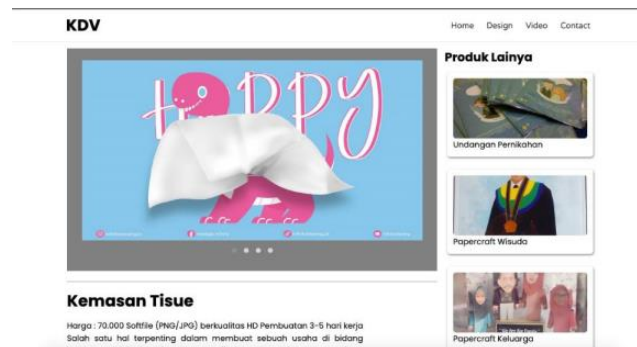 KDV
Home Design Video Contact
HAPPY
Produk Lainya
Undangan Pernikahan
Papercraft Wisuda
Papercraft Keluarga
Kemasan Tisue
Harga : 70.000 Softfile (PNG/JPG) berkualitas HD Pembuatan 3-5 hari kerja
Salah satu hal terpenting dalam membuat sebuah usaha di bidang